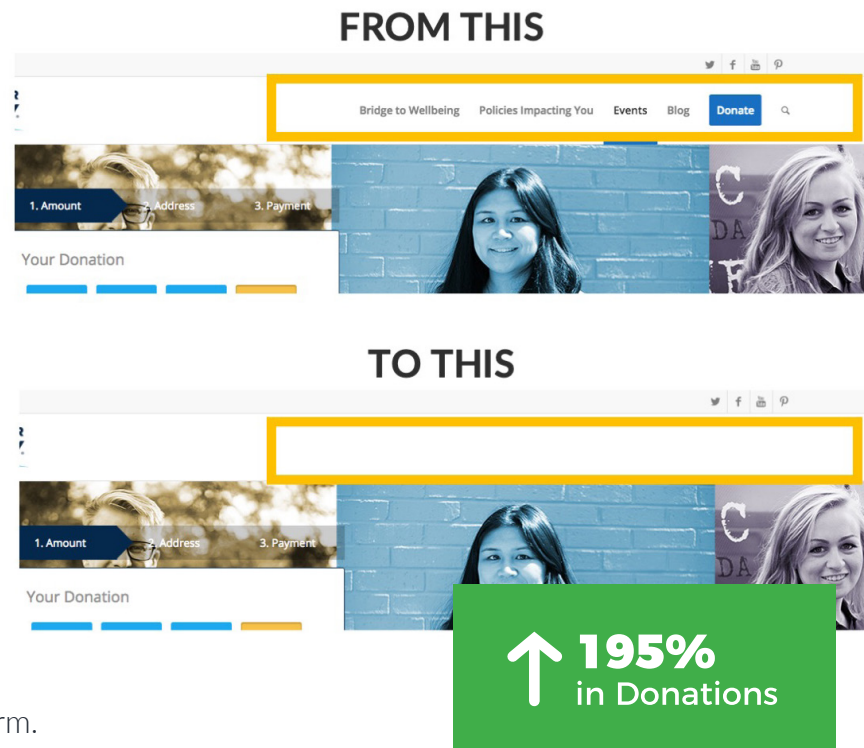 FROM THIS
Bridge to Wellbeing Policies Impacting You Events Blog Donate
1. Amount 2. Address 3. Payment
Your Donation
TO THIS
1. Amount 2. Address 3. Payment
Your Donation
195%
in Donations
rm.